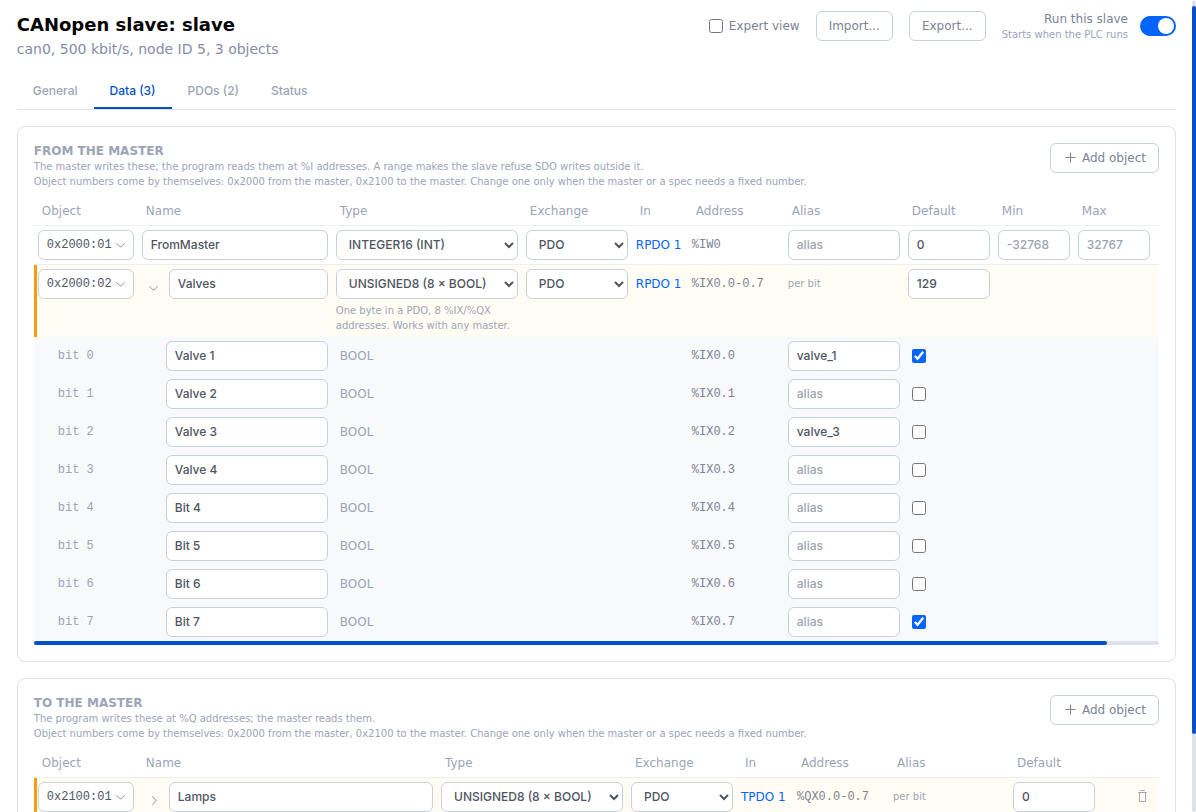 CANopen slave: slave
can0, 500 kbit/s, node ID 5, 3 objects
Expert view
Import...
Export...
Run this slave
Starts when the PLC runs
General
Data (3)
PDOs (2)
Status
FROM THE MASTER
The master writes these; the program reads them at %I addresses. A range makes the slave refuse SDO writes outside it.
Object numbers come by themselves: 0x2000 from the master, 0x2100 to the master. Change one only when the master or a spec needs a fixed number.
+ Add object
Object Name Type Exchange In Address Alias Default Min Max
0x2000:01 FromMaster INTEGER16 (INT) PDO RPDO 1 %IW0 alias 0 -32768 32767
0x2000:02 Valves UNSIGNED8 (8 × BOOL) PDO RPDO 1 %IX0.0-0.7 per bit 129
One byte in a PDO, 8 %IX/%QX
addresses. Works with any master.
bit 0 Valve 1 BOOL %IX0.0 valve_1
bit 1 Valve 2 BOOL %IX0.1 alias
bit 2 Valve 3 BOOL %IX0.2 valve_3
bit 3 Valve 4 BOOL %IX0.3 alias
bit 4 Bit 4 BOOL %IX0.4 alias
bit 5 Bit 5 BOOL %IX0.5 alias
bit 6 Bit 6 BOOL %IX0.6 alias
bit 7 Bit 7 BOOL %IX0.7 alias
TO THE MASTER
The program writes these at %Q addresses; the master reads them.
Object numbers come by themselves: 0x2000 from the master, 0x2100 to the master. Change one only when the master or a spec needs a fixed number.
+ Add object
Object Name Type Exchange In Address Alias Default
0x2100:01 Lamps UNSIGNED8 (8 × BOOL) PDO TPDO 1 %QX0.0-0.7 per bit 0